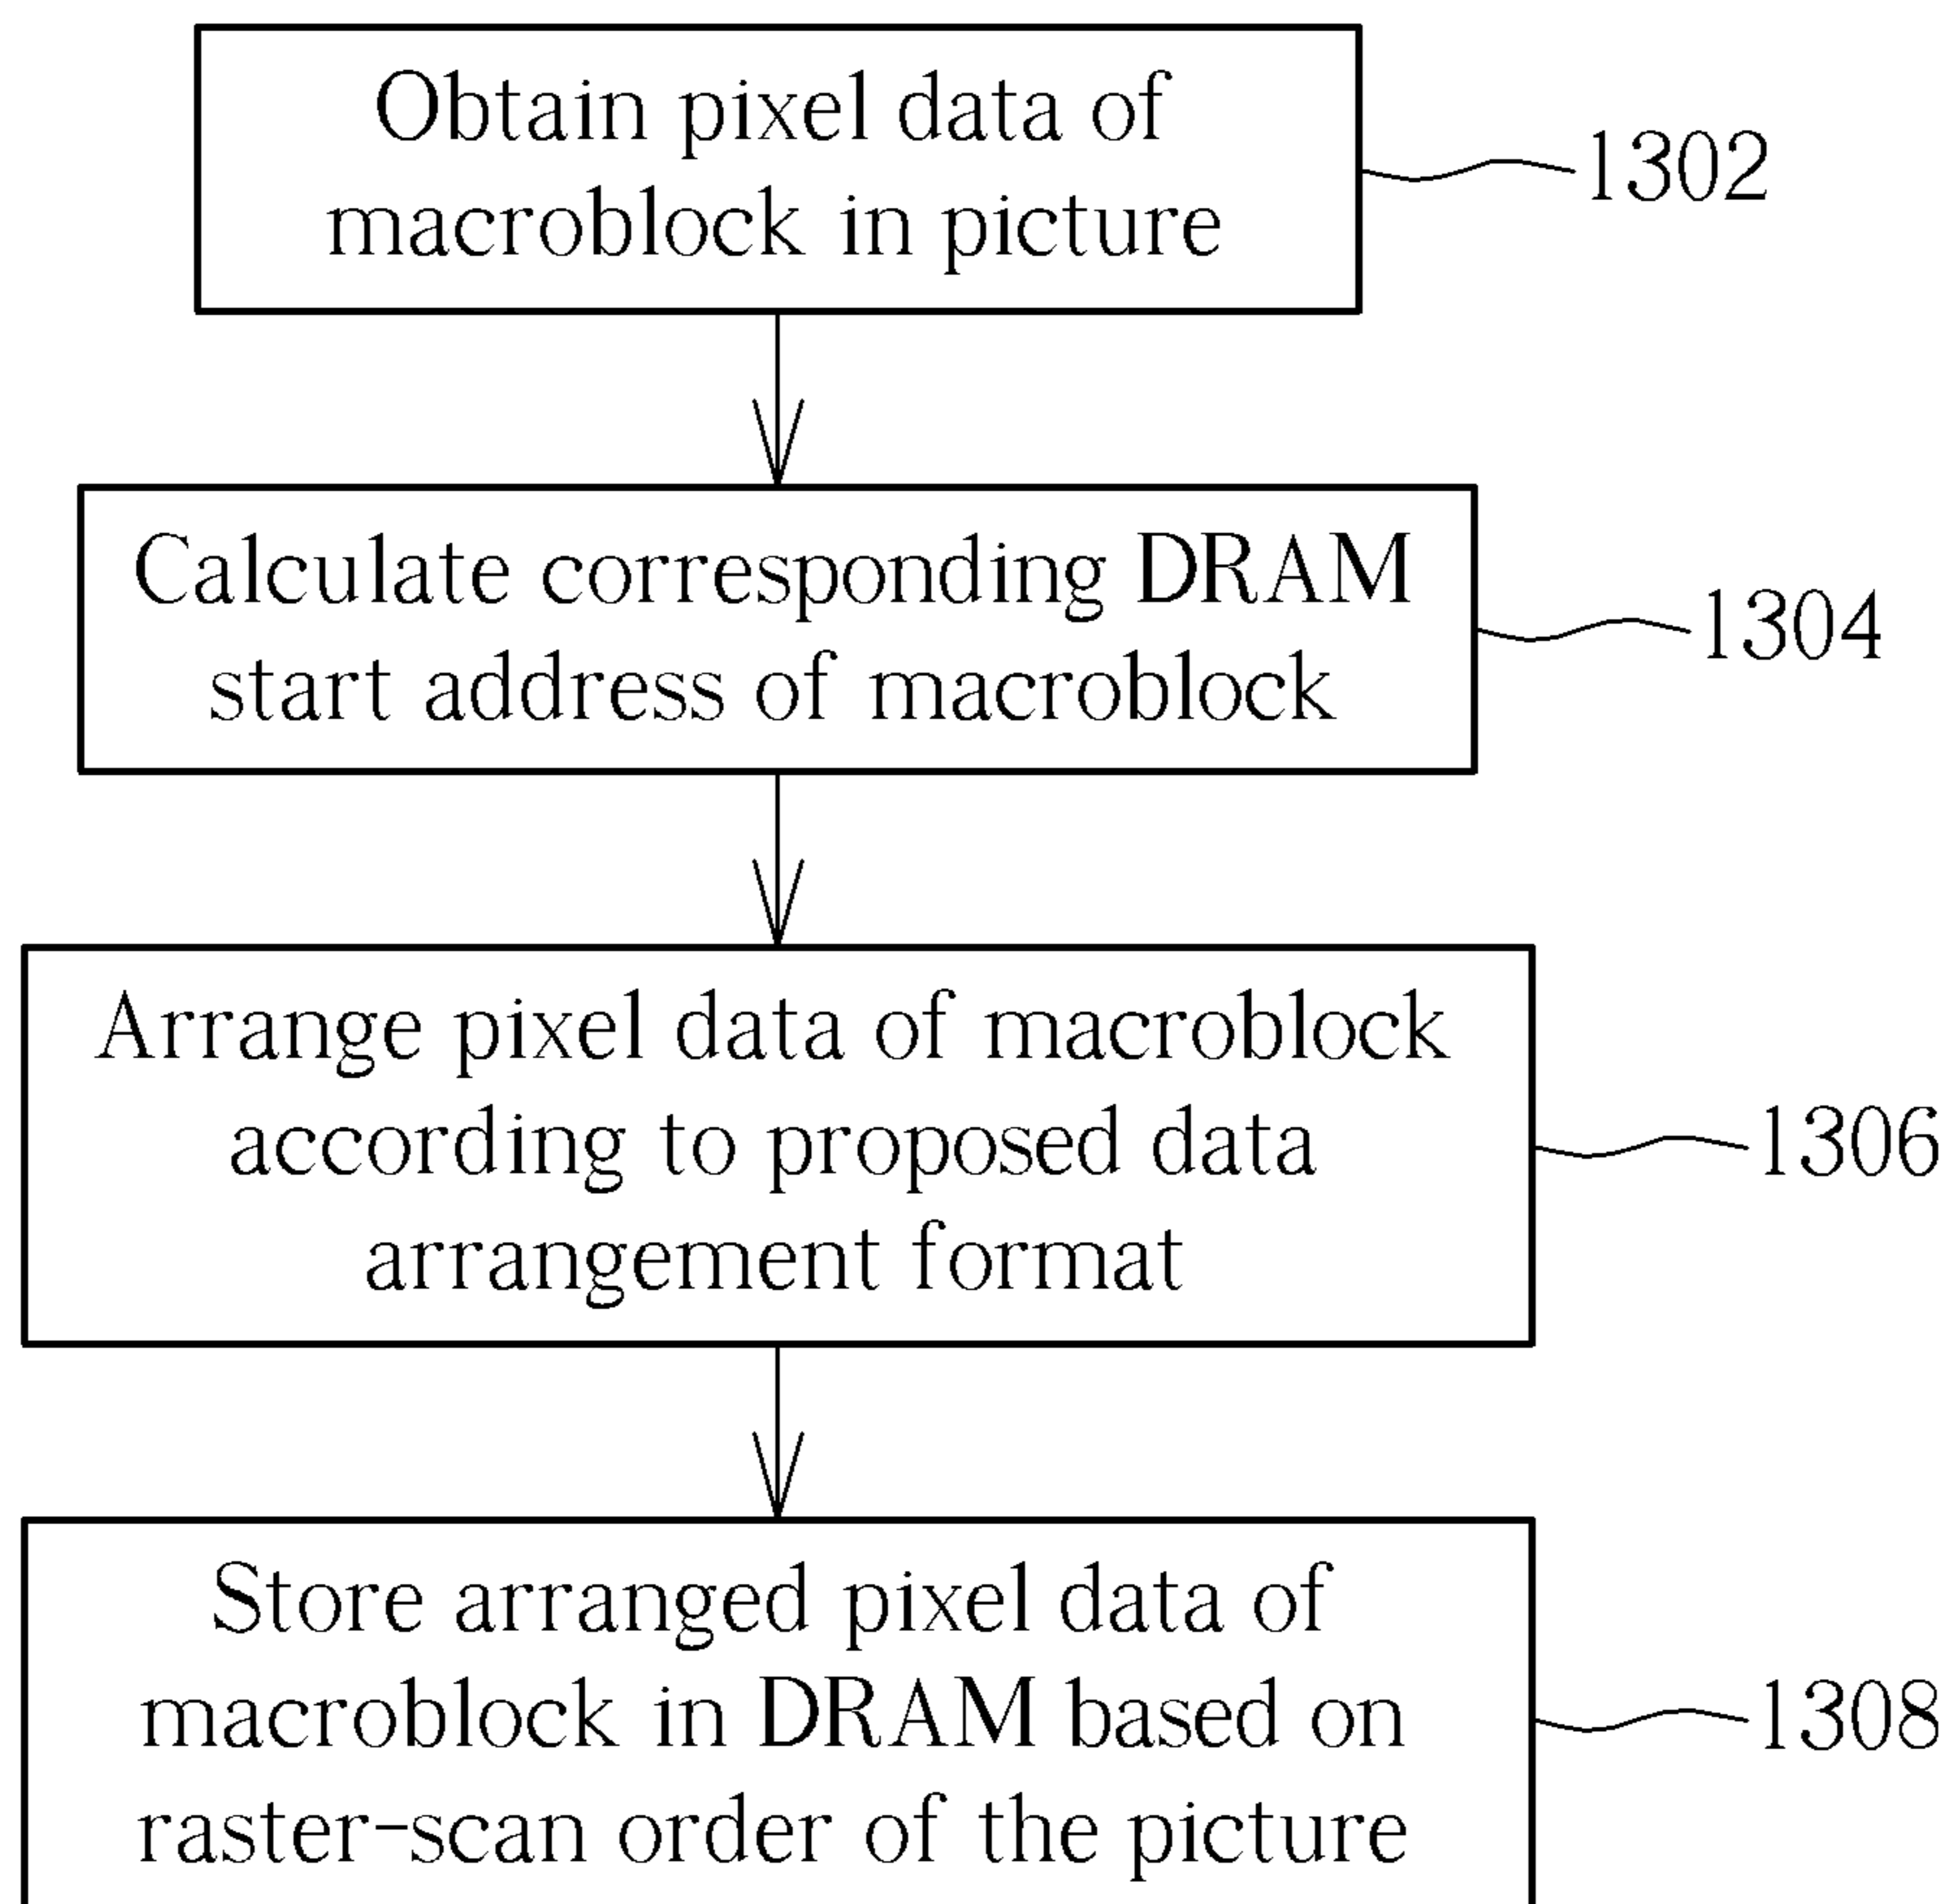 Obtain pixel data of
macroblock in picture
1302
Calculate corresponding DRAM
start address of macroblock
1304
Arrange pixel data of macroblock
according to proposed data
arrangement format
1306
Store arranged pixel data of
macroblock in DRAM based on
raster-scan order of the picture
1308